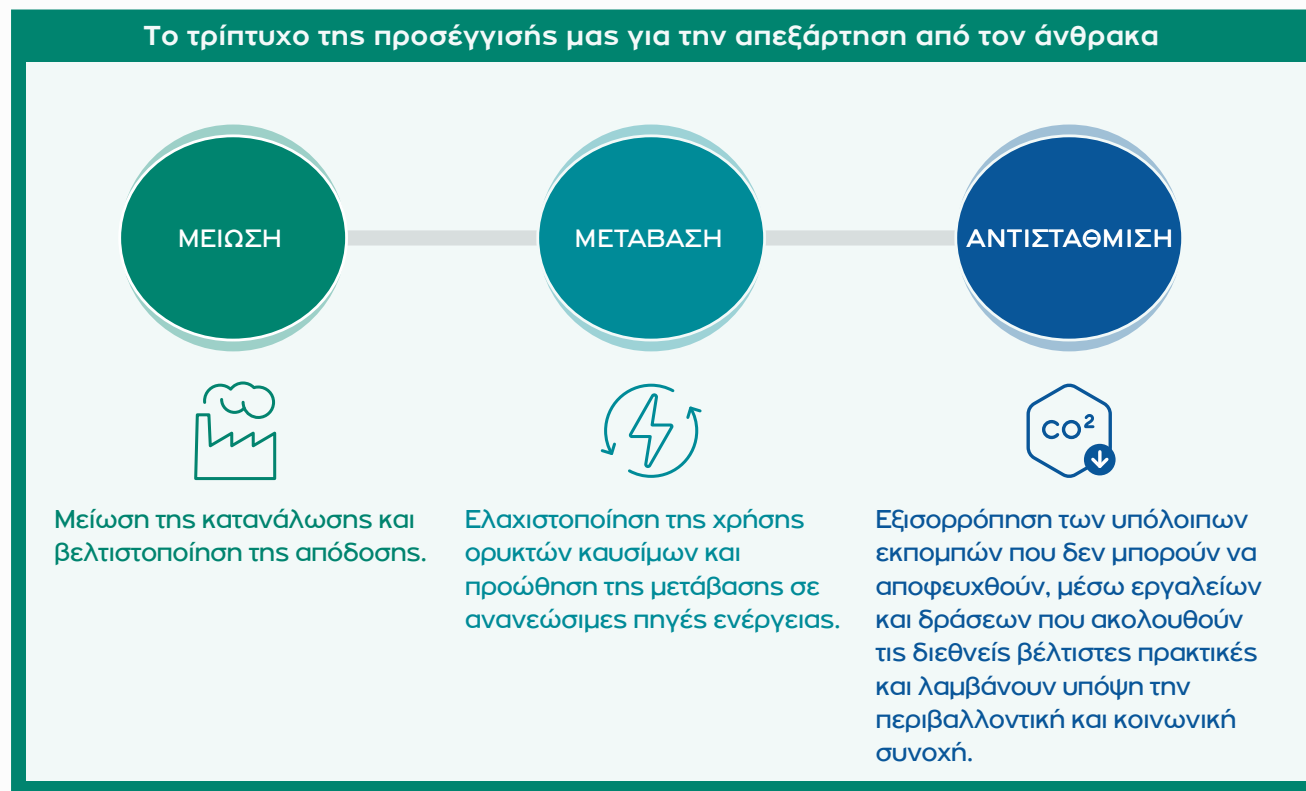 Το τρίπτυχο της προσέγγισής μας για την απεξάρτηση από τον άνθρακα
ΜΕΙΩΣΗ
ΜΕΤΑΒΑΣΗ
ΑΝΤΙΣΤΑΘΜΙΣΗ
CO²
Μείωση της κατανάλωσης και
βελτιστοποίηση της απόδοσης.
Ελαχιστοποίηση της χρήσης
ορυκτών καυσίμων και
προώθηση της μετάβασης σε
ανανεώσιμες πηγές ενέργειας.
Εξισορρόπηση των υπόλοιπων
εκπομπών που δεν μπορούν να
αποφευχθούν, μέσω εργαλείων
και δράσεων που ακολουθούν
τις διεθνείς βέλτιστες πρακτικές
και λαμβάνουν υπόψη την
περιβαλλοντική και κοινωνική
συνοχή.